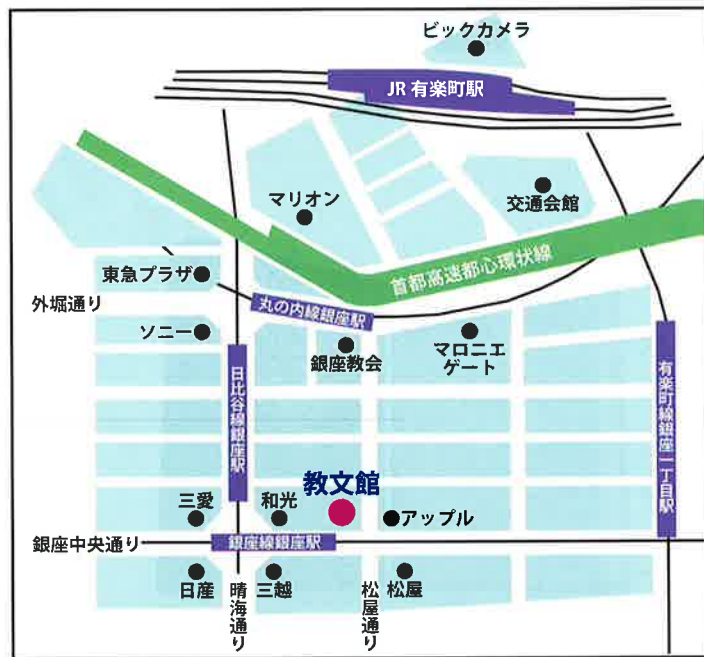 ビックカメラ
JR 有楽町駅
マリオン
交通会館
首都高速都心環状線
東急プラザ
外堀通り
丸の内線銀座駅
ソニー
銀座教会
マロニエ
ゲート
日比谷線銀座駅
有楽町線銀座一丁目駅
教文館
三愛
和光
アップル
銀座中央通り
銀座線銀座駅
日産
三越
松屋
晴海通り
松屋通り